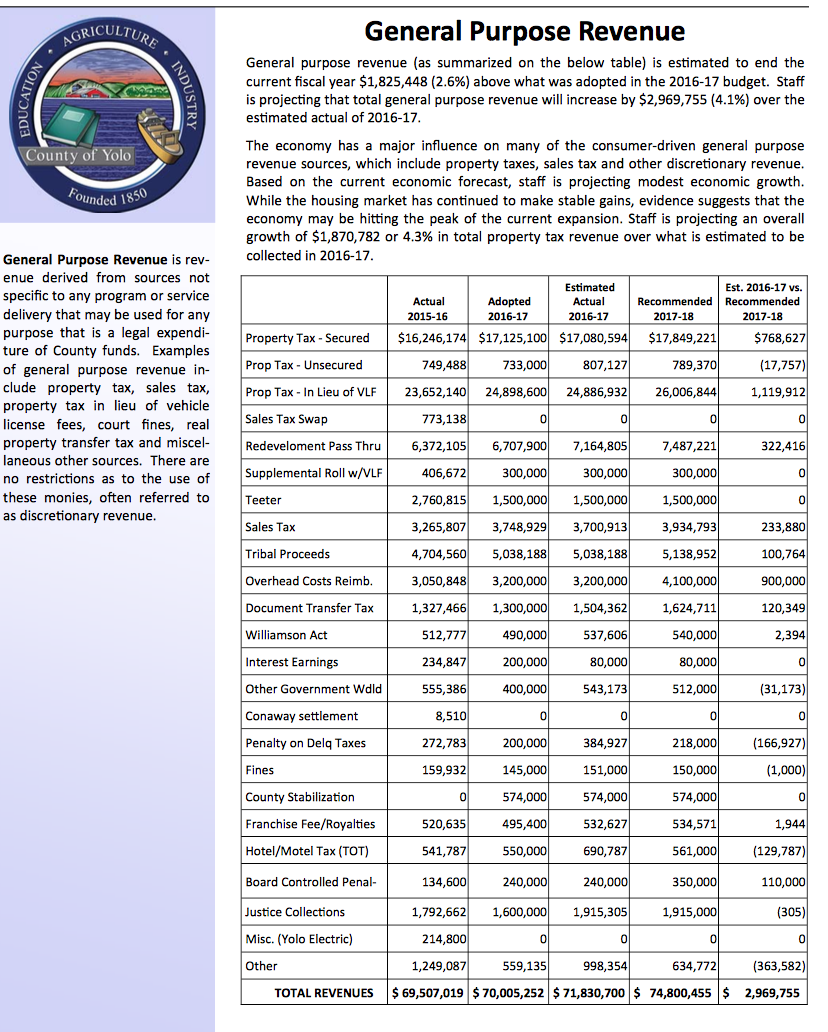 AGRICULTURE
EDUCATION
INDUSTRY
County of Yolo
Founded 1850
General Purpose Revenue is rev-
enue derived from sources not
specific to any program or service
delivery that may be used for any
purpose that is a legal expendi-
ture of County funds. Examples
of general purpose revenue in-
clude property tax, sales tax,
property tax in lieu of vehicle
license fees, court fines, real
property transfer tax and miscel-
laneous other sources. There are
no restrictions as to the use of
these monies, often referred to
as discretionary revenue.
General Purpose Revenue
General purpose revenue (as summarized on the below table) is estimated to end the
current fiscal year $1,825,448 (2.6%) above what was adopted in the 2016-17 budget. Staff
is projecting that total general purpose revenue will increase by $2,969,755 (4.1%) over the
estimated actual of 2016-17.
The economy has a major influence on many of the consumer-driven general purpose
revenue sources, which include property taxes, sales tax and other discretionary revenue.
Based on the current economic forecast, staff is projecting modest economic growth.
While the housing market has continued to make stable gains, evidence suggests that the
economy may be hitting the peak of the current expansion. Staff is projecting an overall
growth of $1,870,782 or 4.3% in total property tax revenue over what is estimated to be
collected in 2016-17.
Actual 2015-16 Adopted 2016-17 Estimated Actual 2016-17 Recommended 2017-18 Est. 2016-17 vs. Recommended 2017-18
Property Tax - Secured $16,246,174 $17,125,100 $17,080,594 $17,849,221 $768,627
Prop Tax - Unsecured 749,488 733,000 807,127 789,370 (17,757)
Prop Tax - In Lieu of VLF 23,652,140 24,898,600 24,886,932 26,006,844 1,119,912
Sales Tax Swap 773,138 0 0 0 0
Redeveloment Pass Thru 6,372,105 6,707,900 7,164,805 7,487,221 322,416
Supplemental Roll w/VLF 406,672 300,000 300,000 300,000 0
Teeter 2,760,815 1,500,000 1,500,000 1,500,000 0
Sales Tax 3,265,807 3,748,929 3,700,913 3,934,793 233,880
Tribal Proceeds 4,704,560 5,038,188 5,038,188 5,138,952 100,764
Overhead Costs Reimb. 3,050,848 3,200,000 3,200,000 4,100,000 900,000
Document Transfer Tax 1,327,466 1,300,000 1,504,362 1,624,711 120,349
Williamson Act 512,777 490,000 537,606 540,000 2,394
Interest Earnings 234,847 200,000 80,000 80,000 0
Other Government Wdld 555,386 400,000 543,173 512,000 (31,173)
Conaway settlement 8,510 0 0 0 0
Penalty on Delq Taxes 272,783 200,000 384,927 218,000 (166,927)
Fines 159,932 145,000 151,000 150,000 (1,000)
County Stabilization 0 574,000 574,000 574,000 0
Franchise Fee/Royalties 520,635 495,400 532,627 534,571 1,944
Hotel/Motel Tax (TOT) 541,787 550,000 690,787 561,000 (129,787)
Board Controlled Penal- 134,600 240,000 240,000 350,000 110,000
Justice Collections 1,792,662 1,600,000 1,915,305 1,915,000 (305)
Misc. (Yolo Electric) 214,800 0 0 0 0
Other 1,249,087 559,135 998,354 634,772 (363,582)
TOTAL REVENUES $ 69,507,019 $ 70,005,252 $ 71,830,700 $ 74,800,455 $ 2,969,755